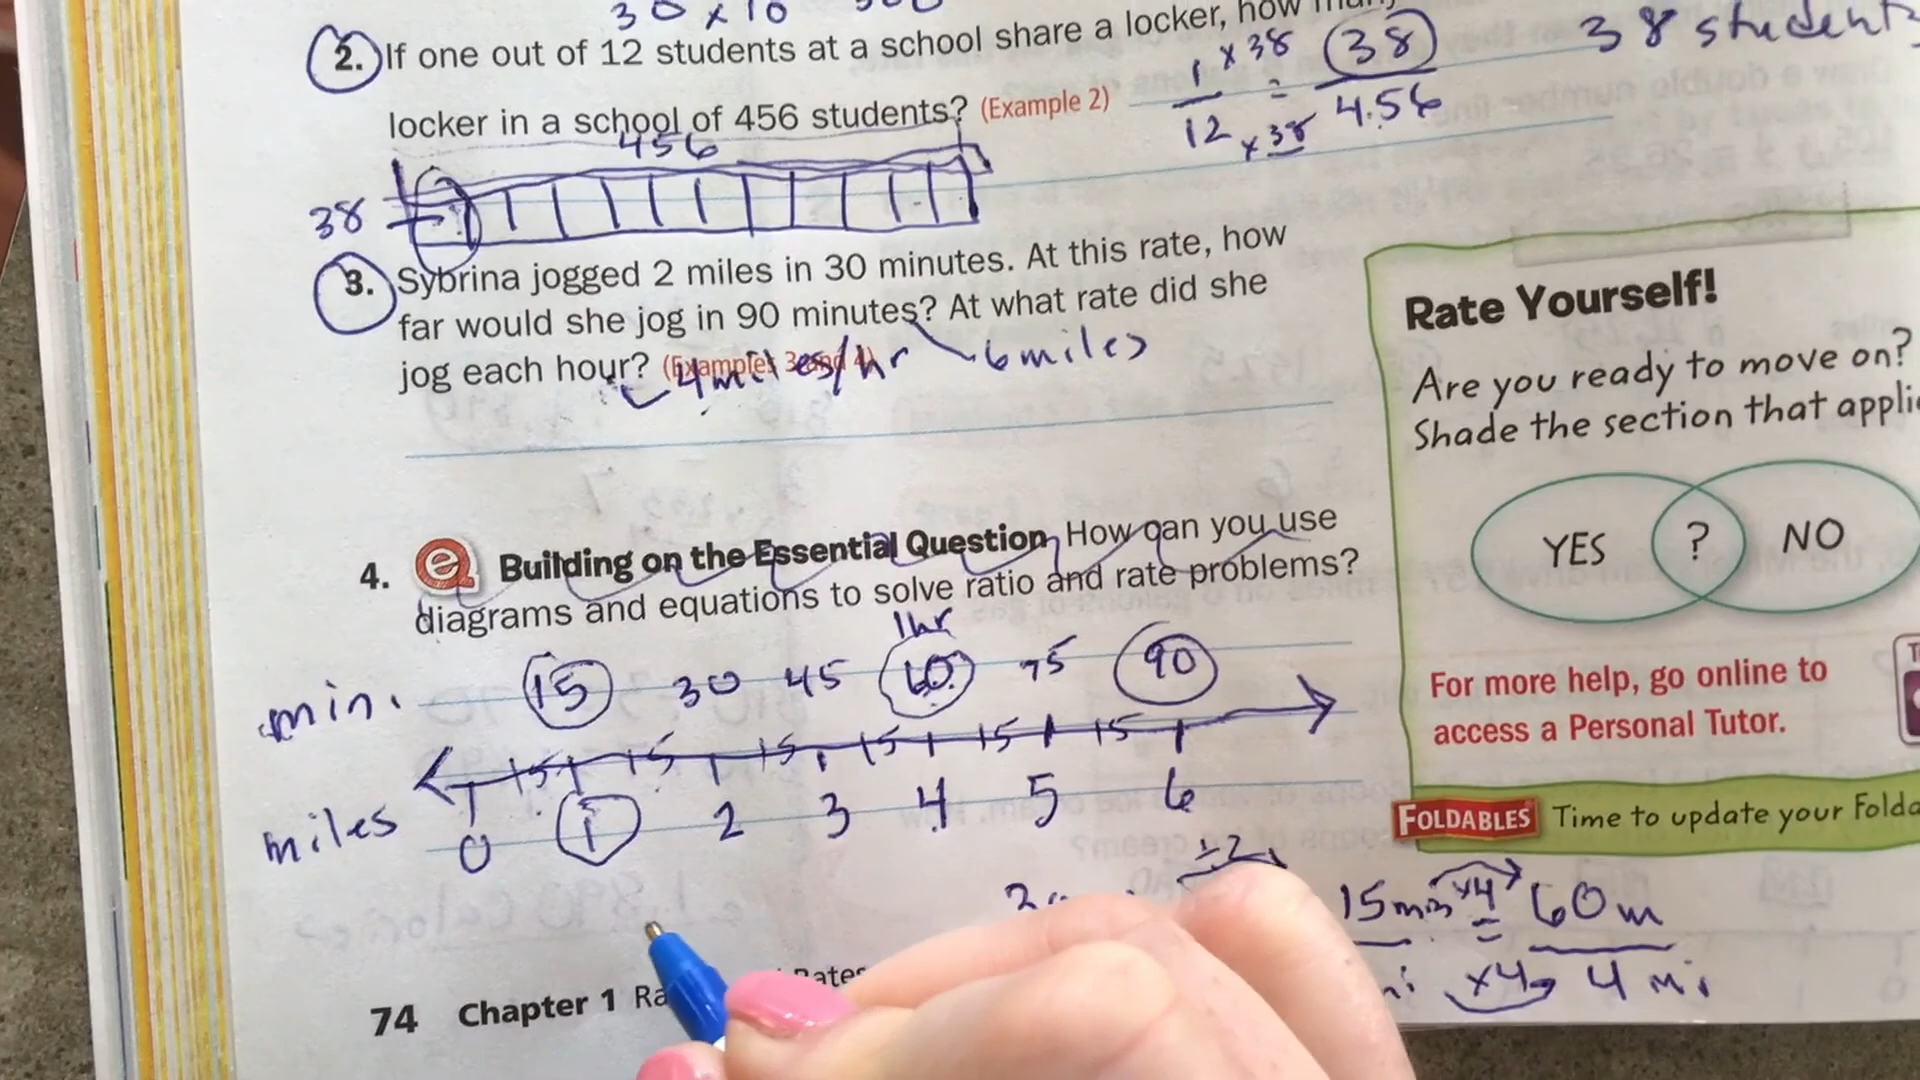 30 x 10
2. If one out of 12 students at a school share a locker, how many
locker in a school of 456 students? (Example 2)
1 x 38 = 38
12 x 38 456
38 students
456
38
3. Sybrina jogged 2 miles in 30 minutes. At this rate, how
far would she jog in 90 minutes? At what rate did she
jog each hour? (Examples 3 and 4)
4 miles/hr
6 miles
4. Building on the Essential Question How can you use
diagrams and equations to solve ratio and rate problems?
1hr
min. 15 30 45 60 75 90
15 15 15 15 15 15
miles 0 1 2 3 4 5 6
÷2
15min x4 = 60m
x4 4 mi
74 Chapter 1
Rate Yourself!
Are you ready to move on?
Shade the section that
YES ? NO
For more help, go online to
access a Personal Tutor.
FOLDABLES Time to update your